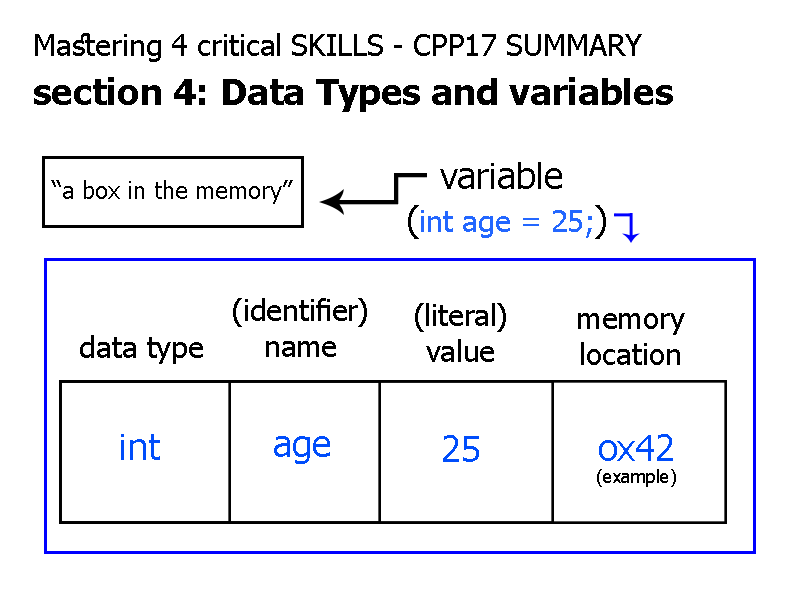 Mastering 4 critical SKILLS - CPP17 SUMMARY
section 4: Data Types and variables
“a box in the memory”
variable
(int age = 25;)
data type
(identifier)
name
(literal)
value
memory
location
int
age
25
ox42
(example)